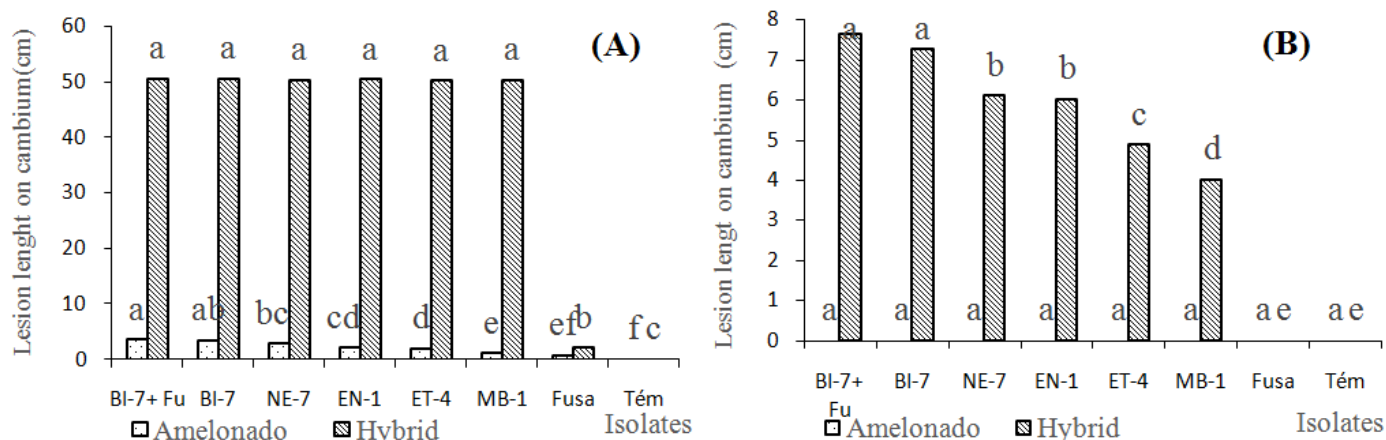 Lesion lenght on cambium(cm)
60
50
40
30
20
10
0
(A)
a a a a a a
a ab bc cd d e ef b f c
BI-7+ Fu BI-7 NE-7 EN-1 ET-4 MB-1 Fusa Tém
Isolates
Amelonado Hybrid
Lesion lengt on cambium (cm)
8
7
6
5
4
3
2
1
0
(B)
a a b b c d
a a a a a a a e a e
BI-7+ Fu BI-7 NE-7 EN-1 ET-4 MB-1 Fusa Tém
Isolates
Amelonado Hybrid